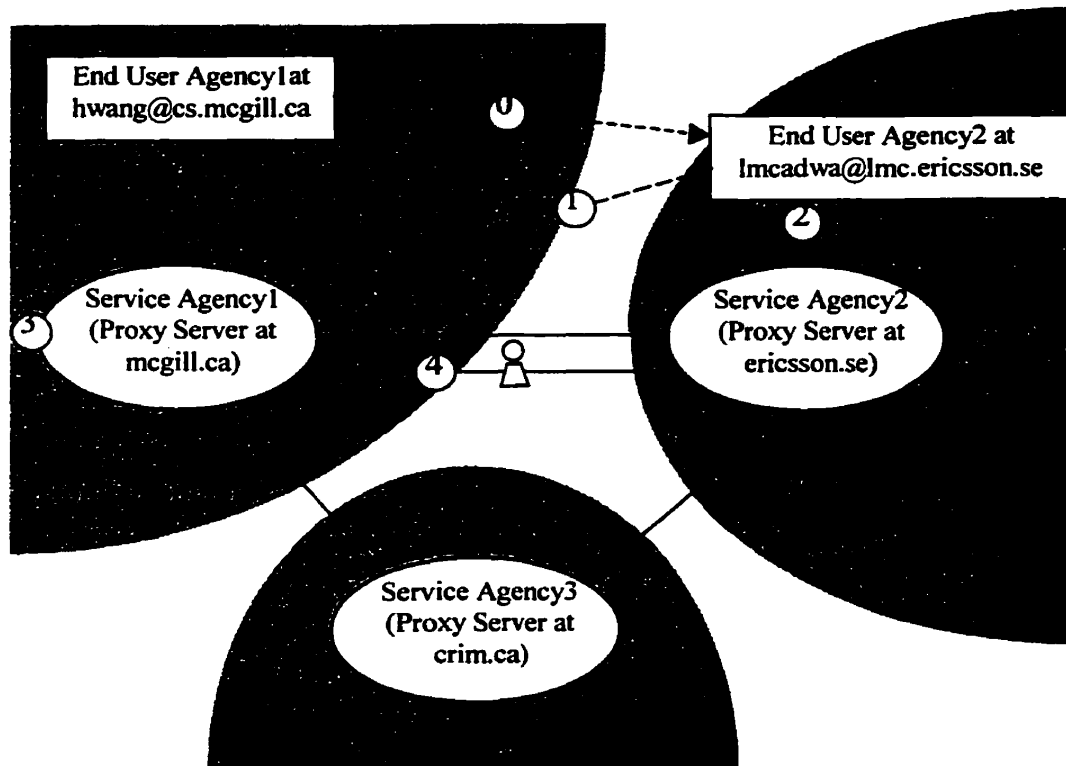 End User Agency1at
hwang@cs.mcgill.ca
0
End User Agency2 at
lmcadwa@lmc.ericsson.se
1
2
Service Agency1
(Proxy Server at
mcgill.ca)
3
Service Agency2
(Proxy Server at
ericsson.se)
4
Service Agency3
(Proxy Server at
crim.ca)